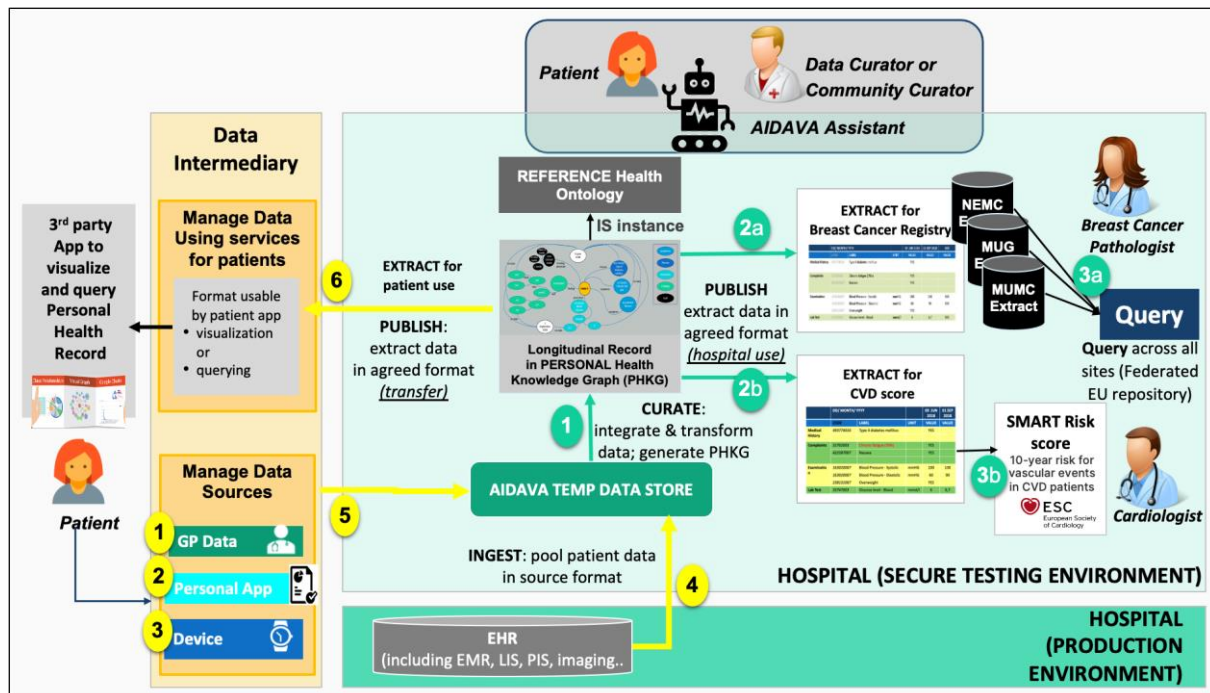 Patient
Data Curator or
Community Curator
AIDAVA Assistant
Data
Intermediary
Manage Data
Using services
for patients
Format usable
by patient app
• visualization
or
• querying
3rd party
App to
visualize
and query
Personal
Health
Record
Patient
Manage Data
Sources
1
GP Data
2
Personal App
3
Device
6
EXTRACT for
patient use
PUBLISH:
extract data
in agreed format
(transfer)
5
REFERENCE Health
Ontology
IS instance
Longitudinal Record
in PERSONAL Health
Knowledge Graph (PHKG)
1
CURATE:
integrate & transform
data; generate PHKG
AIDAVA TEMP DATA STORE
INGEST: pool patient data
in source format
4
2a
PUBLISH
extract data in
agreed format
(hospital use)
2b
EXTRACT for
Breast Cancer Registry
EXTRACT for
CVD score
NEMC
E
MUG
E
MUMC
Extract
Breast Cancer
Pathologist
3a
Query
Query across all
sites (Federated
EU repository)
3b
SMART Risk
score
10-year risk for
vascular events
in CVD patients
ESC
European Society
of Cardiology
Cardiologist
HOSPITAL (SECURE TESTING ENVIRONMENT)
EHR
(including EMR, LIS, PIS, imaging..
HOSPITAL
(PRODUCTION
ENVIRONMENT)